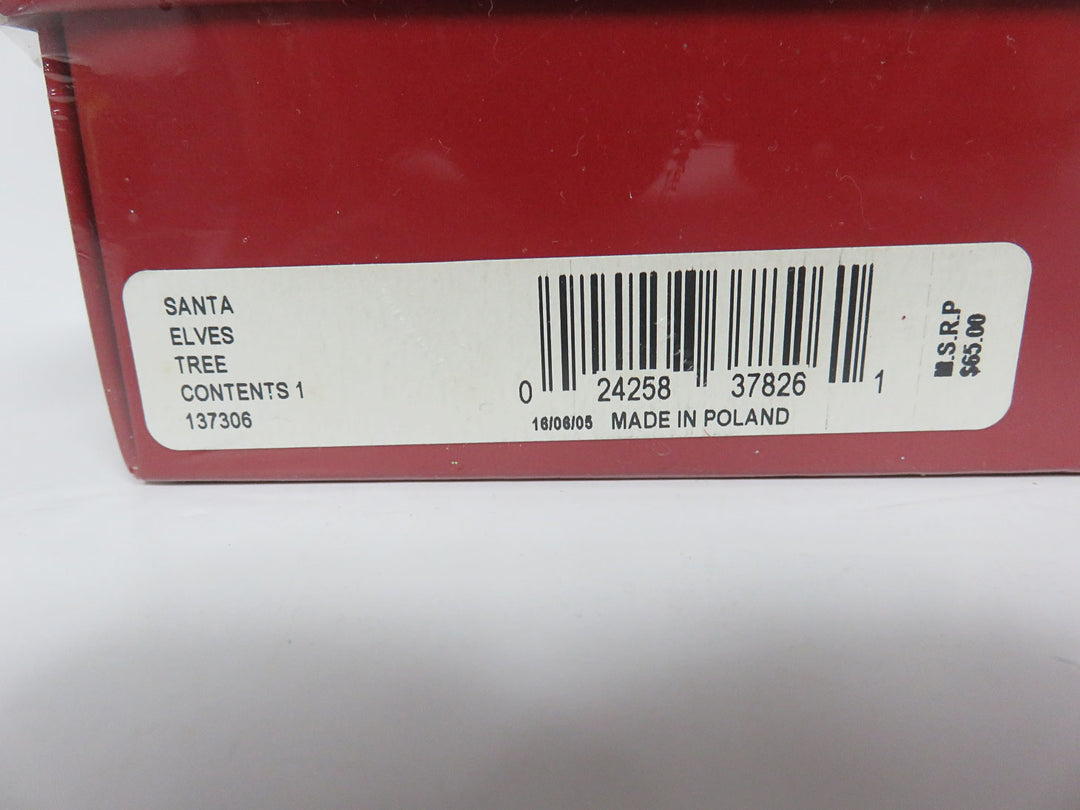 SANTA
ELVES
TREE
CONTENTS 1
137306
0 24258 37826 1
16/06/05 MADE IN POLAND
M.S.R.P
$65.00